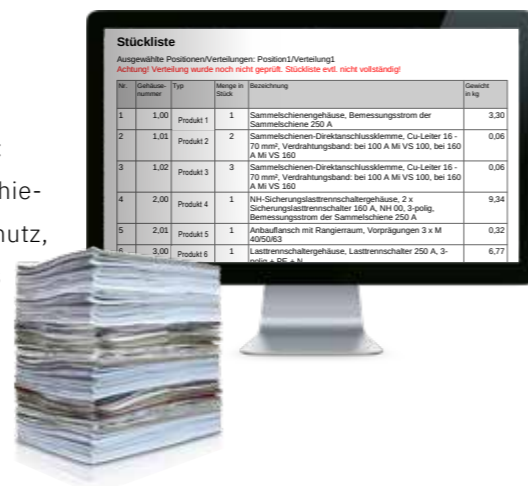 Stückliste
Ausgewählte Positionen/Verteilungen: Position1/Verteilung1
Achtung! Verteilung wurde noch nicht geprüft. Stückliste evtl. nicht vollständig!
Nr. Gehäuse- Typ Menge in Bezeichnung Gewicht
nummer Stück in kg
1 1,00 Produkt 1 1 Sammelschienengehäuse, Bemessungsstrom der 3,30
Sammelschiene 250 A
2 1,01 Produkt 2 2 Sammelschienen-Direktanschlussklemme, Cu-Leiter 16 - 0,06
70 mm², Verdrahtungsband: bei 100 A Mi VS 100, bei 160
A Mi VS 160
3 1,02 Produkt 3 3 Sammelschienen-Direktanschlussklemme, Cu-Leiter 16 - 0,06
70 mm², Verdrahtungsband: bei 100 A Mi VS 100, bei 160
A Mi VS 160
4 2,00 Produkt 4 1 NH-Sicherungslasttrennschaltergehäuse, 2 x 9,34
Sicherungslasttrennschalter 160 A, NH 00, 3-polig,
Bemessungsstrom der Sammelschiene 250 A
5 2,01 Produkt 5 1 Anbauflansch mit Rangierraum, Vorprägungen 3 x M 0,32
40/50/63
6 3,00 Produkt 6 1 Lasttrennschaltergehäuse, Lasttrennschalter 250 A, 3- 6,77
polig + PE + N
hie-
nutz,